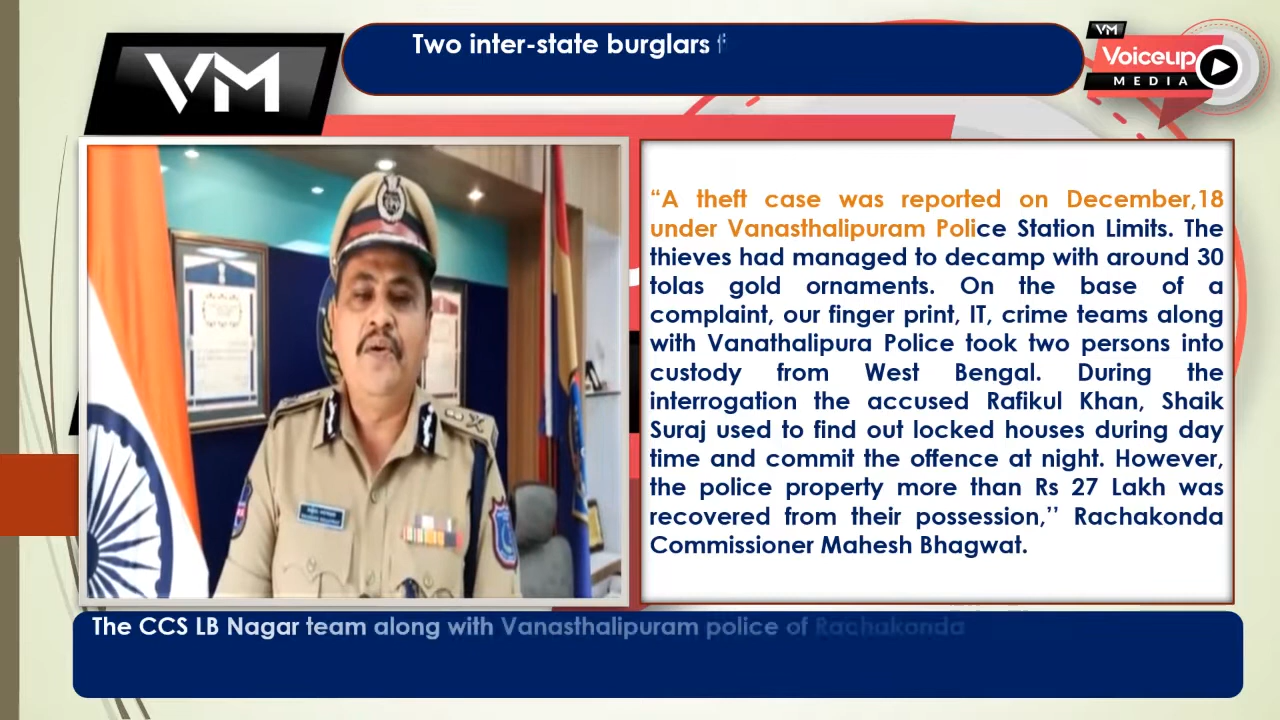 Two inter-state burglars
VM
VM
Voiceup
MEDIA
“A theft case was reported on December,18
under Vanasthalipuram Police Station Limits. The
thieves had managed to decamp with around 30
tolas gold ornaments. On the base of a
complaint, our finger print, IT, crime teams along
with Vanathalipura Police took two persons into
custody from West Bengal. During the
interrogation the accused Rafikul Khan, Shaik
Suraj used to find out locked houses during day
time and commit the offence at night. However,
the police property more than Rs 27 Lakh was
recovered from their possession,’’ Rachakonda
Commissioner Mahesh Bhagwat.
The CCS LB Nagar team along with Vanasthalipuram police of Rachakonda